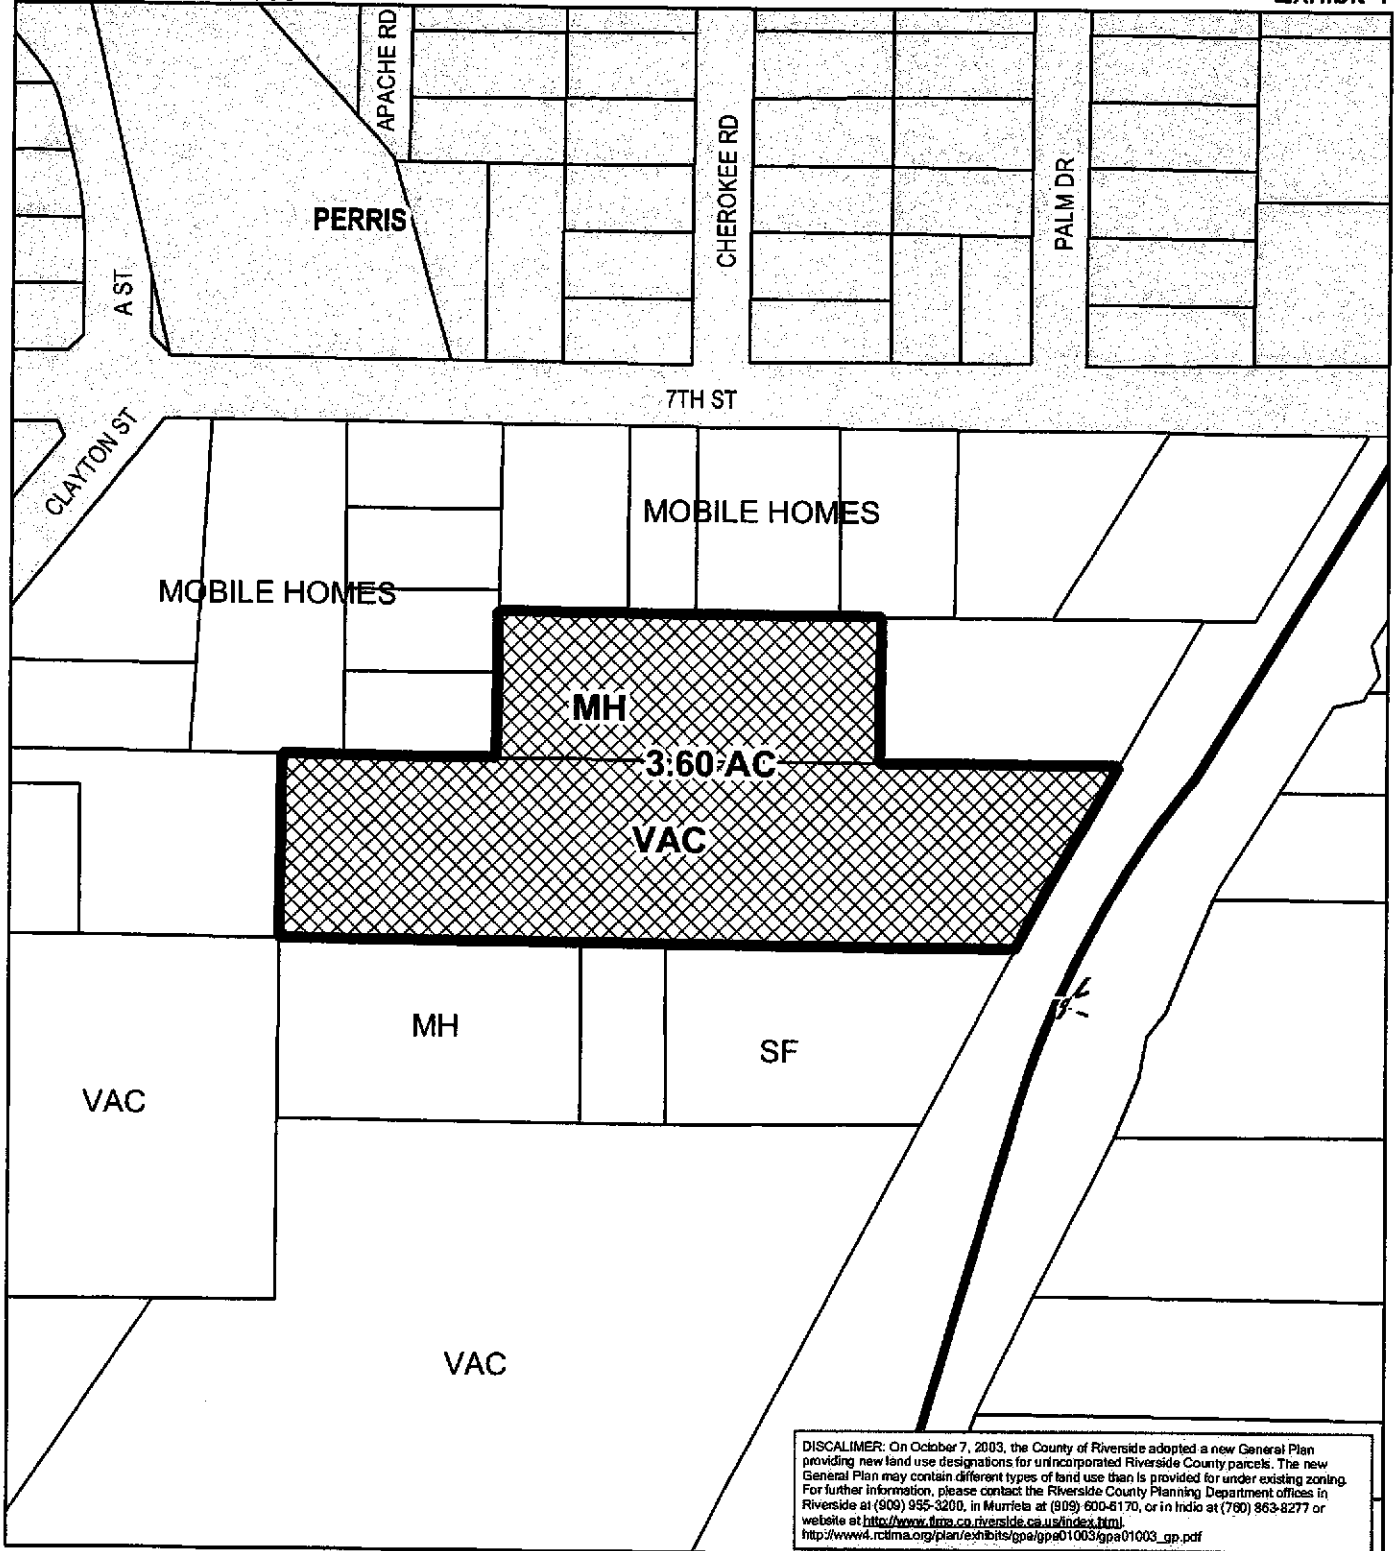 APACHE RD
CHEROKEE RD
PALM DR
PERRIS
A ST
7TH ST
CLAYTON ST
MOBILE HOMES
MOBILE HOMES
MH
3.60 AC
VAC
MH
SF
VAC
VAC
DISCALIMER: On October 7, 2003, the County of Riverside adopted a new General Plan
providing new land use designations for unincorporated Riverside County parcels. The new
General Plan may contain different types of land use than is provided for under existing zoning.
For further information, please contact the Riverside County Planning Department offices in
Riverside at (909) 955-3200, in Murrieta at (909) 600-6170, or in Indio at (760) 863-8277 or
website at http://www.tlma.co.riverside.ca.us/index.html.
http://www4.rctlma.org/plan/exhibits/gpa/gpa01003/gpa01003_gp.pdf